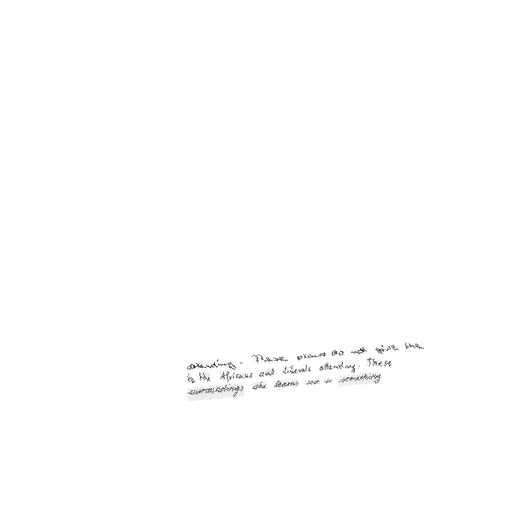 attending. These plans do not give the
to the Africans and Liberals attending. These
surroundings she learns are in something